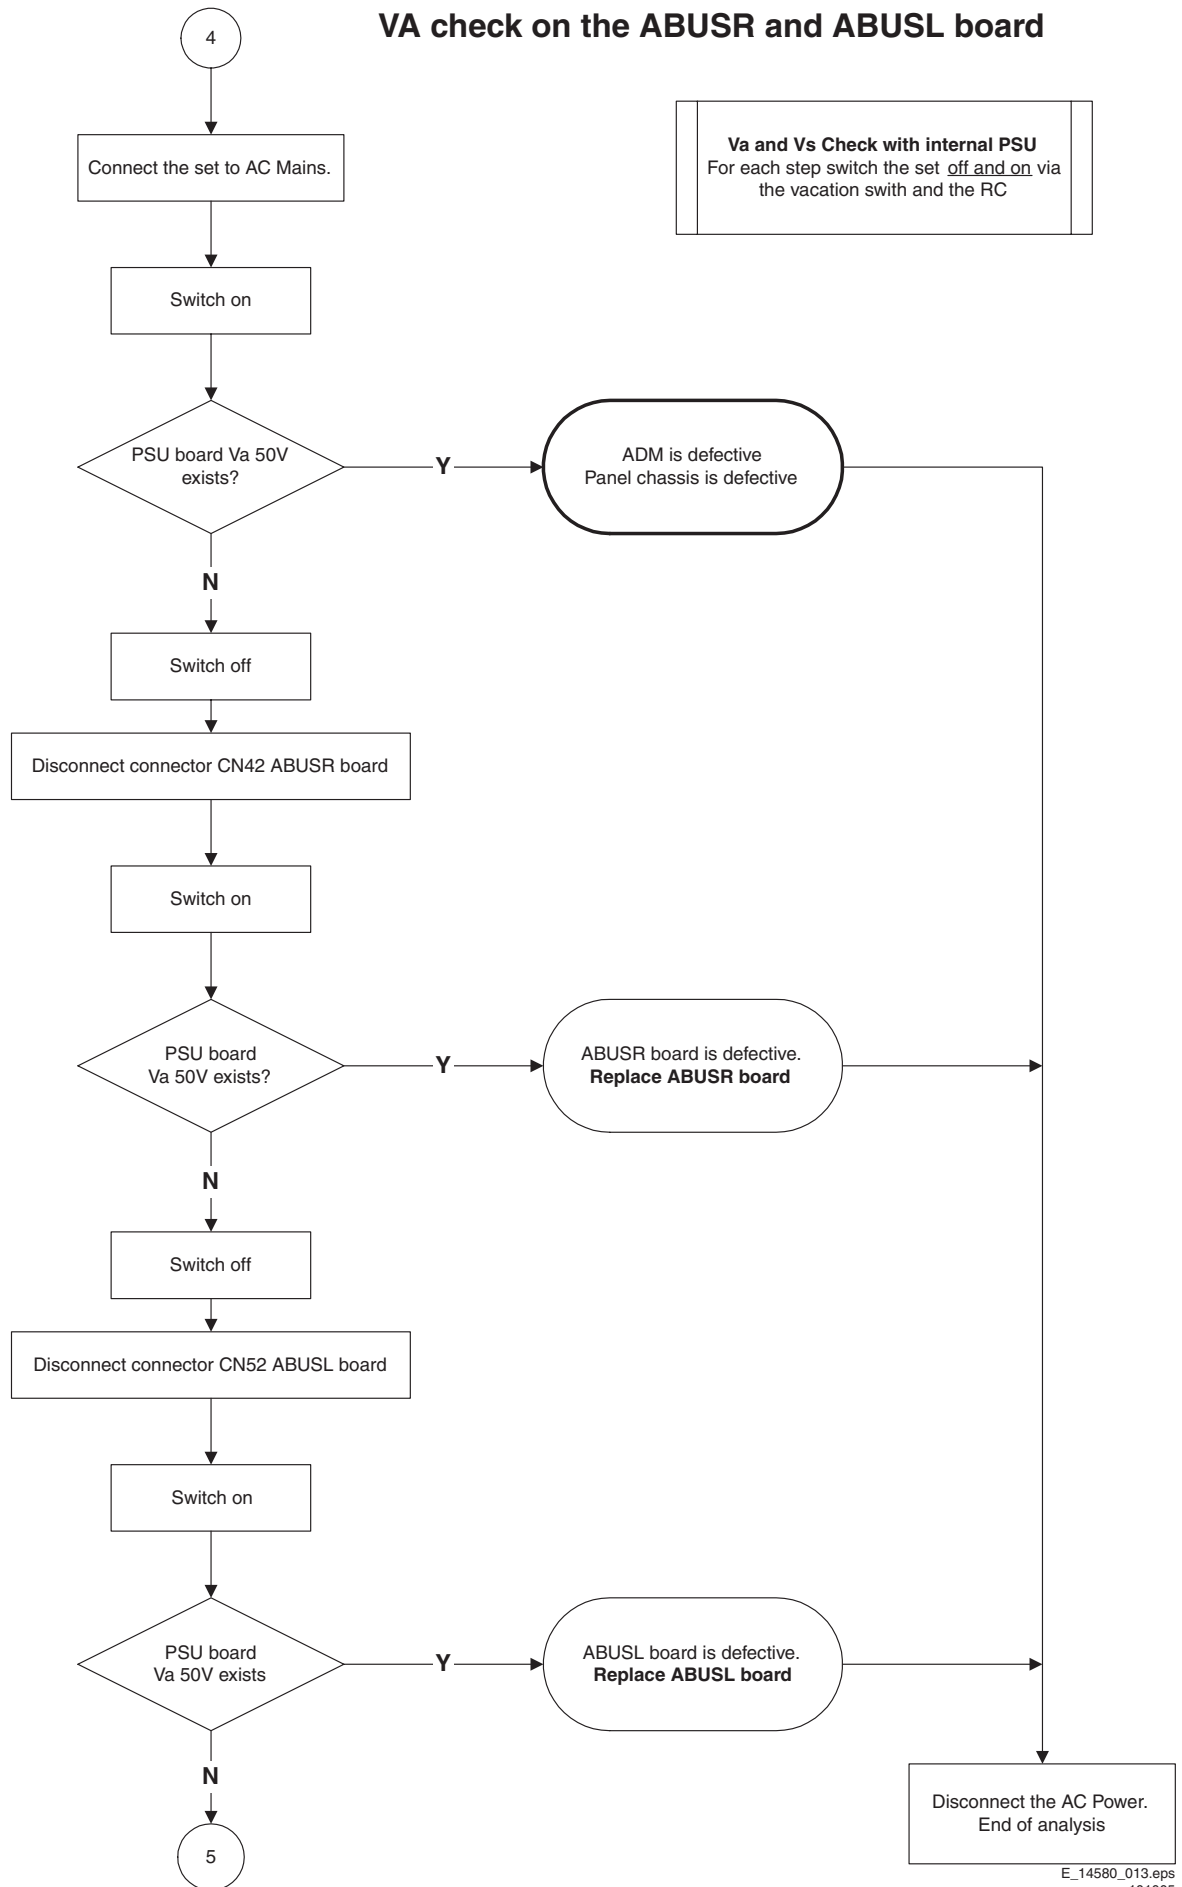 4
VA check on the ABUSR and ABUSL board
Va and Vs Check with internal PSU
For each step switch the set off and on via
the vacation swith and the RC
Connect the set to AC Mains.
Switch on
PSU board Va 50V
exists?
Y
ADM is defective
Panel chassis is defective
N
Switch off
Disconnect connector CN42 ABUSR board
Switch on
PSU board
Va 50V exists?
Y
ABUSR board is defective.
Replace ABUSR board
N
Switch off
Disconnect connector CN52 ABUSL board
Switch on
PSU board
Va 50V exists
Y
ABUSL board is defective.
Replace ABUSL board
N
5
Disconnect the AC Power.
End of analysis
E_14580_013.eps